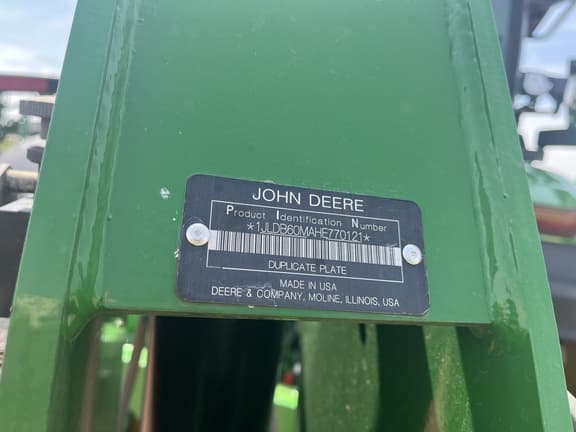 JOHN DEERE
Product Identification Number
*1JLDB60MAHE770121*
DUPLICATE PLATE
MADE IN USA
DEERE & COMPANY, MOLINE, ILLINOIS, USA